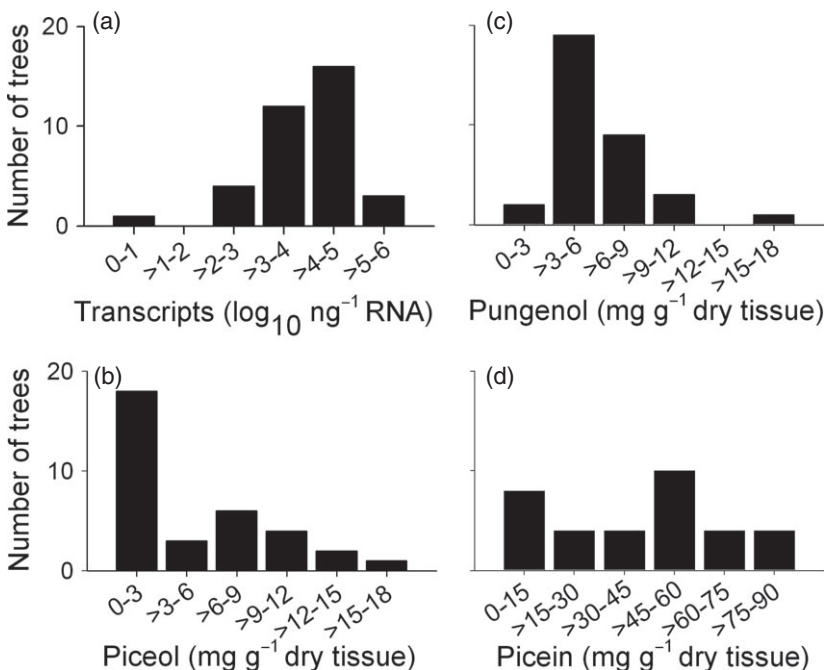 (a)
Number of trees
20
10
0
0-1 >1-2 >2-3 >3-4 >4-5 >5-6
Transcripts (log10 ng⁻¹ RNA)
(c)
0-3 >3-6 >6-9 >9-12 >12-15 >15-18
Pungenol (mg g⁻¹ dry tissue)
(b)
Number of trees
20
10
0
0-3 >3-6 >6-9 >9-12 >12-15 >15-18
Piceol (mg g⁻¹ dry tissue)
(d)
0-15 >15-30 >30-45 >45-60 >60-75 >75-90
Picein (mg g⁻¹ dry tissue)